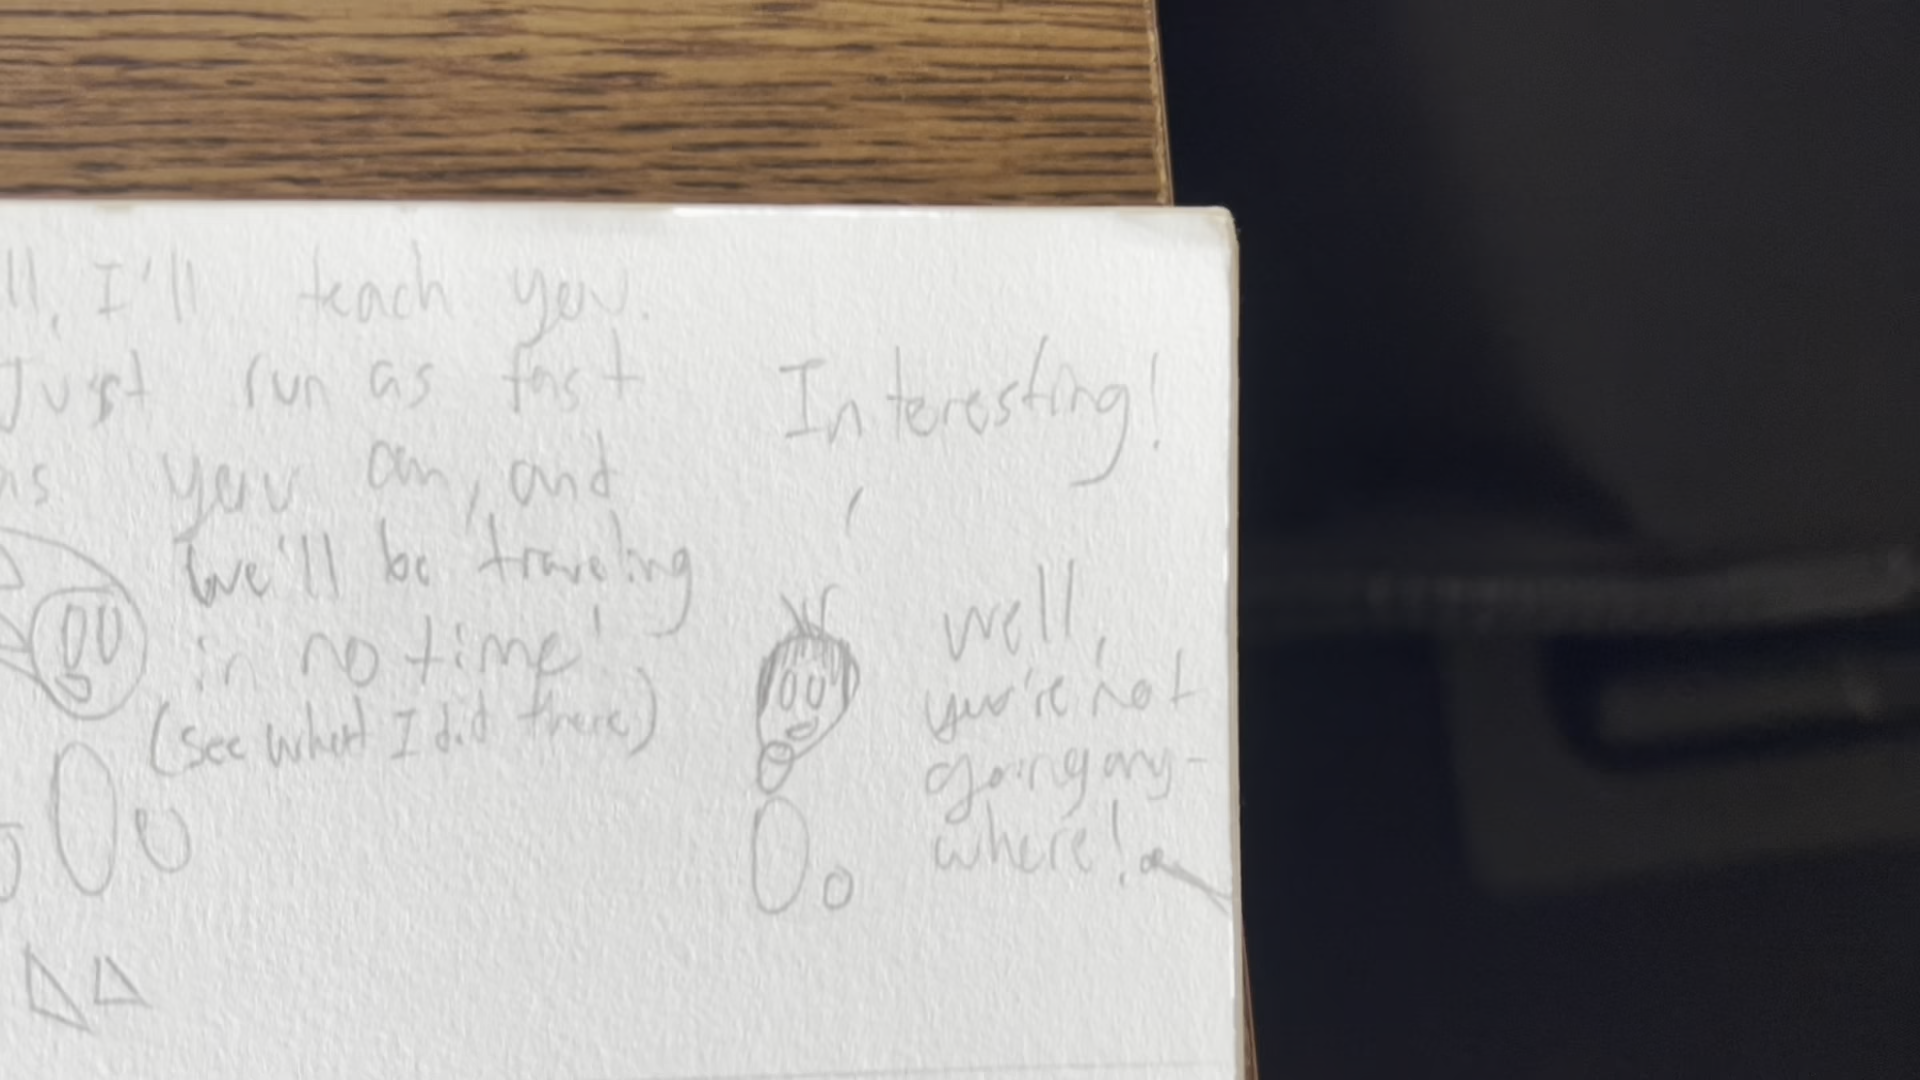 ll, I'll teach you.
Just run as fast
as you can, and
we'll be traveling
in no time!
(see what I did there)
Interesting!
well,
you're not
going any-
where!